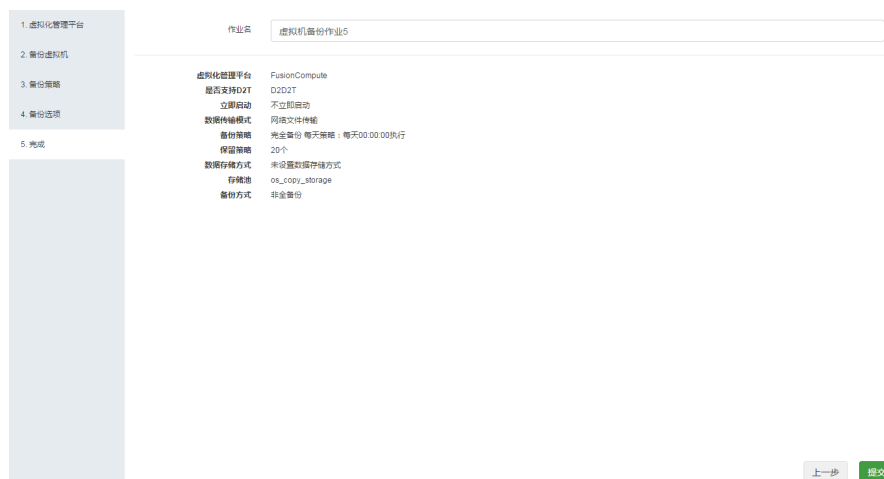 1. 虚拟化管理平台
2. 备份虚拟机
3. 备份策略
4. 备份选项
5. 完成
作业名 虚拟机备份作业5
虚拟化管理平台 FusionCompute
是否支持D2T D2D2T
立即启动 不立即启动
数据传输模式 网络文件传输
备份策略 完全备份 每天策略：每天00:00:00执行
保留策略 20个
数据存储方式 未设置数据存储方式
存储池 os_copy_storage
备份方式 非全备份
上一步 提交